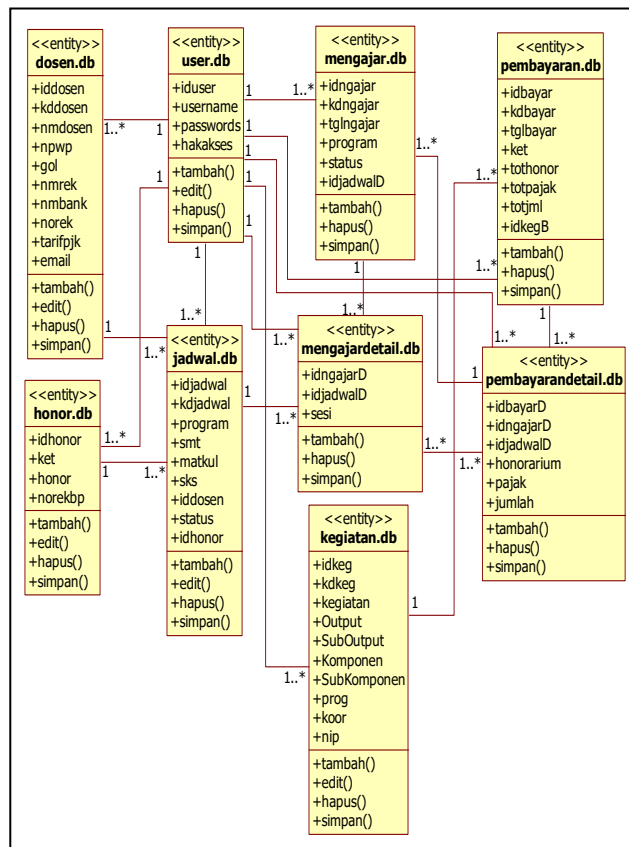 <<entity>>
dosen.db
+iddosen
+kddosen
+nmdosen
+npwp
+gol
+nmrek
+nmbank
+norek
+tarifpjk
+email
+tambah()
+edit()
+hapus()
+simpan()
<<entity>>
user.db
+iduser
+username
+passwords
+hakakses
+tambah()
+edit()
+hapus()
+simpan()
<<entity>>
mengajar.db
+idngajar
+kdngajar
+tglngajar
+program
+status
+idjadwalD
+tambah()
+hapus()
+simpan()
<<entity>>
pembayaran.db
+idbayar
+kdbayar
+tglbayar
+ket
+tothonor
+totpajak
+totjml
+idkegB
+tambah()
+hapus()
+simpan()
<<entity>>
honor.db
+idhonor
+ket
+honor
+norekbp
+tambah()
+edit()
+hapus()
+simpan()
<<entity>>
jadwal.db
+idjadwal
+kdjadwal
+program
+smt
+matkul
+sks
+iddosen
+status
+idhonor
+tambah()
+edit()
+hapus()
+simpan()
<<entity>>
mengajardetail.db
+idngajarD
+idjadwalD
+sesi
+tambah()
+hapus()
+simpan()
<<entity>>
pembayarandetail.db
+idbayarD
+idngajarD
+idjadwalD
+honorarium
+pajak
+jumlah
+tambah()
+hapus()
+simpan()
<<entity>>
kegiatan.db
+idkeg
+kdkeg
+kegiatan
+Output
+SubOutput
+Komponen
+SubKomponen
+prog
+koor
+nip
+tambah()
+edit()
+hapus()
+simpan()
1..*
1
1
1..*
1
1
1
1
1
1
1..*
1..*
1..*
1
1..*
1
1..*
1..*
1..*
1
1..*
1
1..*
1
1..*
1..*
1
1..*
1..*
1..*
1
1..*